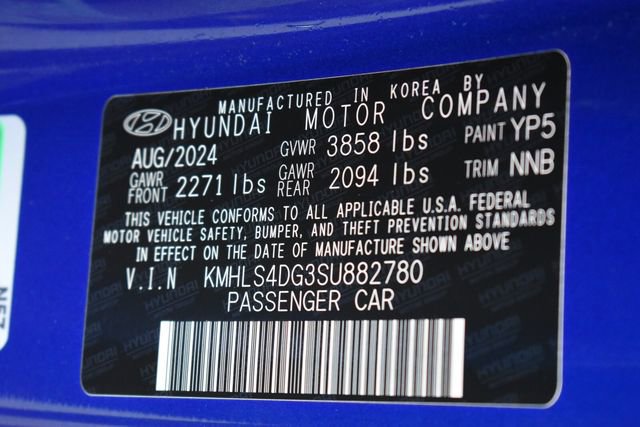 MANUFACTURED IN KOREA BY
HYUNDAI MOTOR COMPANY
AUG/2024 GVWR 3858 lbs PAINT YP5
GAWR FRONT 2271 lbs GAWR REAR 2094 lbs TRIM NNB
THIS VEHICLE CONFORMS TO ALL APPLICABLE U.S.A. FEDERAL
MOTOR VEHICLE SAFETY, BUMPER, AND THEFT PREVENTION STANDARDS
IN EFFECT ON THE DATE OF MANUFACTURE SHOWN ABOVE
V.I.N KMHLS4DG3SU882780
PASSENGER CAR